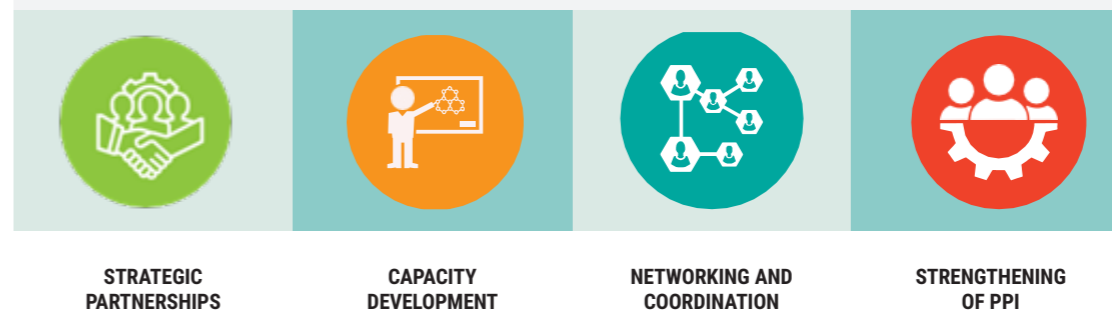 STRATEGIC
PARTNERSHIPS
CAPACITY
DEVELOPMENT
NETWORKING AND
COORDINATION
STRENGTHENING
OF PPI